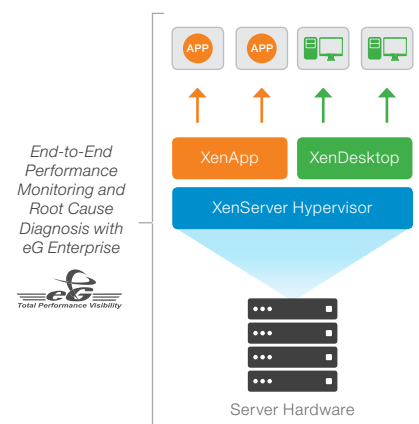 APP
APP
XenApp
XenDesktop
XenServer Hypervisor
End-to-End
Performance
Monitoring and
Root Cause
Diagnosis with
eG Enterprise
eG
Total Performance Visibility
Server Hardware